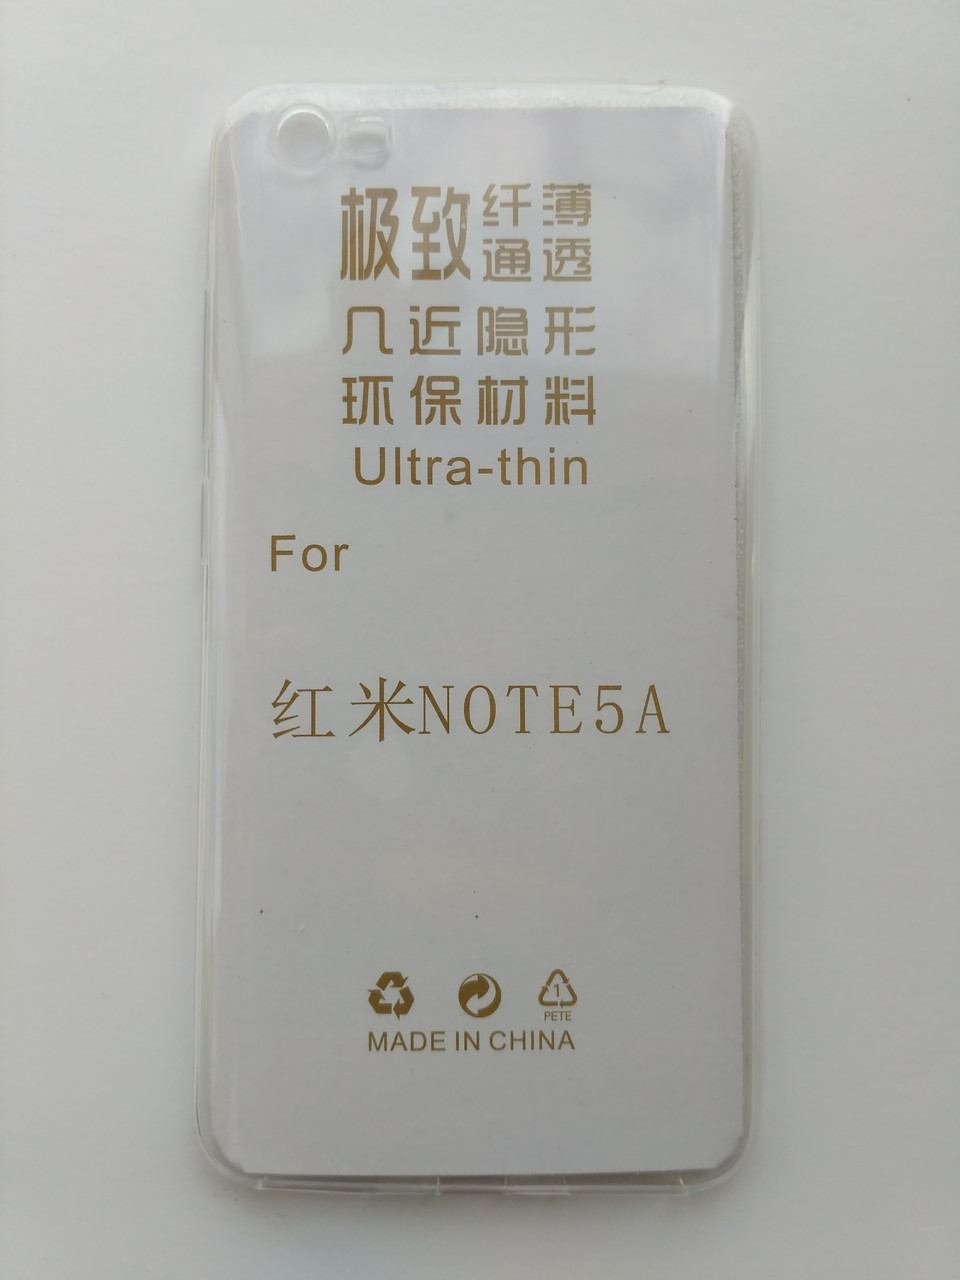 极致纤薄
通透
几近隐形
环保材料
Ultra-thin
For
红米NOTE5A
1
PETE
MADE IN CHINA